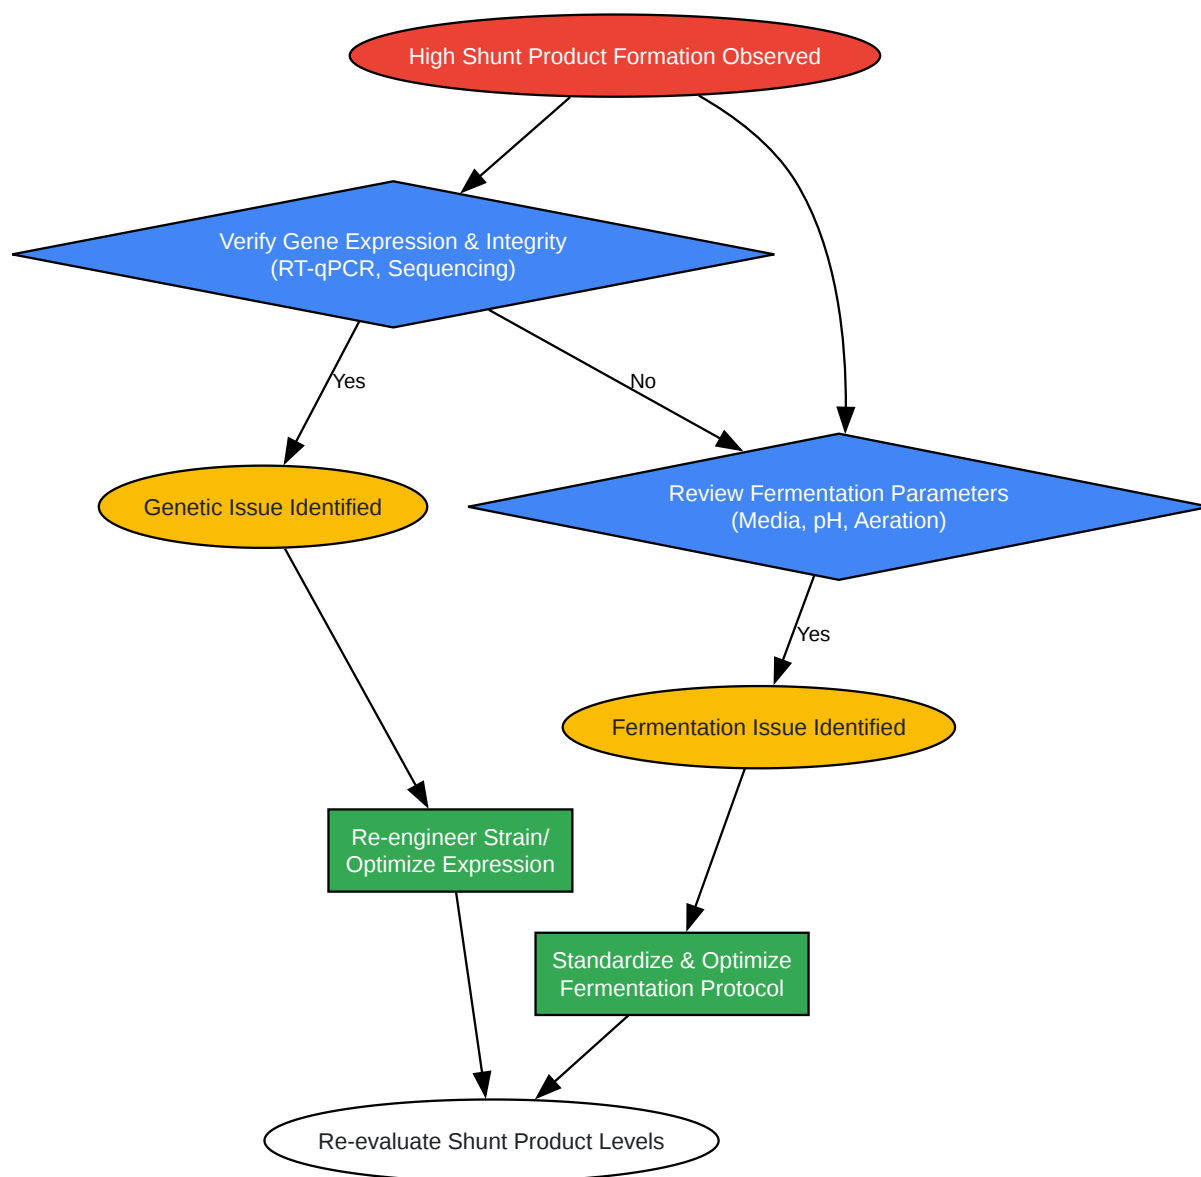 High Shunt Product Formation Observed
Verify Gene Expression & Integrity
(RT-qPCR, Sequencing)
Yes
No
Genetic Issue Identified
Review Fermentation Parameters
(Media, pH, Aeration)
Yes
Fermentation Issue Identified
Re-engineer Strain/
Optimize Expression
Standardize & Optimize
Fermentation Protocol
Re-evaluate Shunt Product Levels